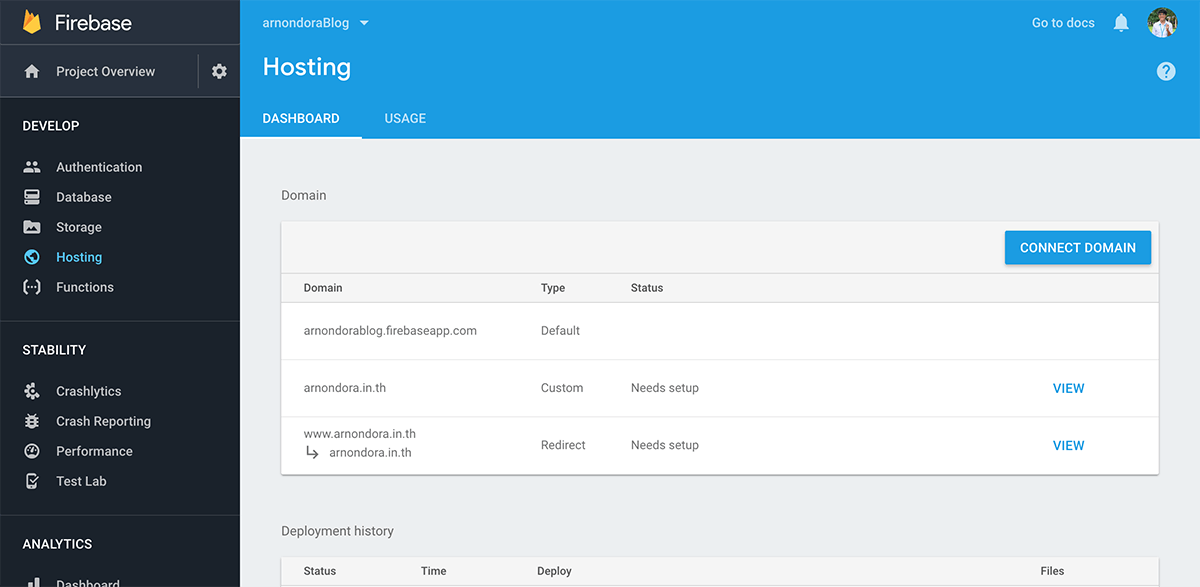 Firebase
Project Overview
DEVELOP
Authentication
Database
Storage
Hosting
Functions
STABILITY
Crashlytics
Crash Reporting
Performance
Test Lab
ANALYTICS
Dashboard
arnondoraBlog
Go to docs
Hosting
?
DASHBOARD USAGE
Domain
CONNECT DOMAIN
Domain Type Status
arnondorablog.firebaseapp.com Default
arnondora.in.th Custom Needs setup VIEW
www.arnondora.in.th
arnondora.in.th Redirect Needs setup VIEW
Deployment history
Status Time Deploy Files